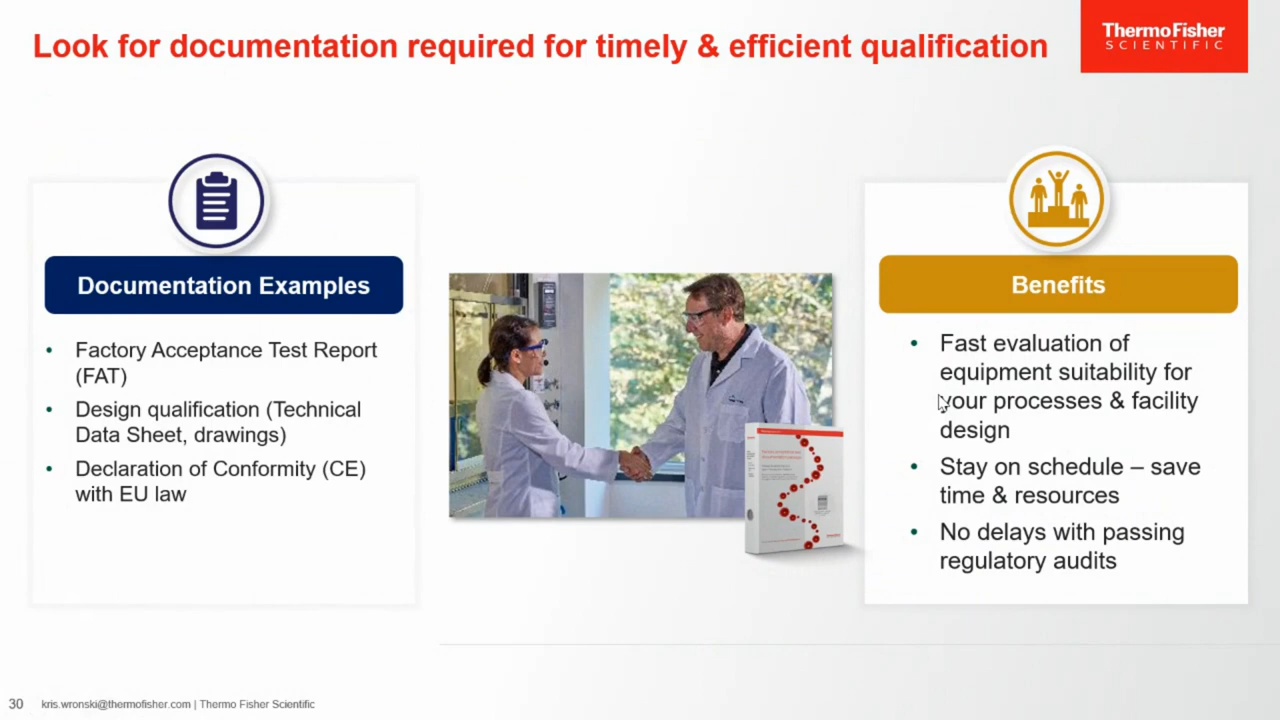 Look for documentation required for timely & efficient qualification
ThermoFisher
SCIENTIFIC
Documentation Examples
• Factory Acceptance Test Report
(FAT)
• Design qualification (Technical
Data Sheet, drawings)
• Declaration of Conformity (CE)
with EU law
Benefits
• Fast evaluation of
equipment suitability for
your processes & facility
design
• Stay on schedule – save
time & resources
• No delays with passing
regulatory audits
30
kris.wronski@thermofisher.com | Thermo Fisher Scientific